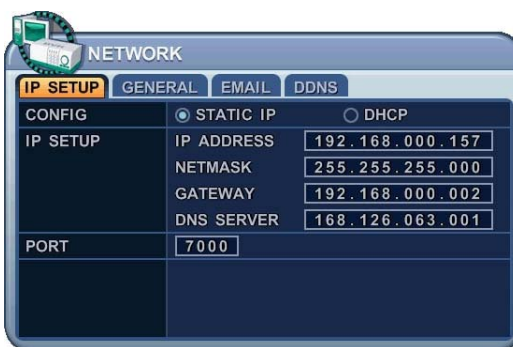 NETWORK
IP SETUP GENERAL EMAIL DDNS
CONFIG STATIC IP DHCP
IP SETUP IP ADDRESS 192.168.000.157
NETMASK 255.255.255.000
GATEWAY 192.168.000.002
DNS SERVER 168.126.063.001
PORT 7000